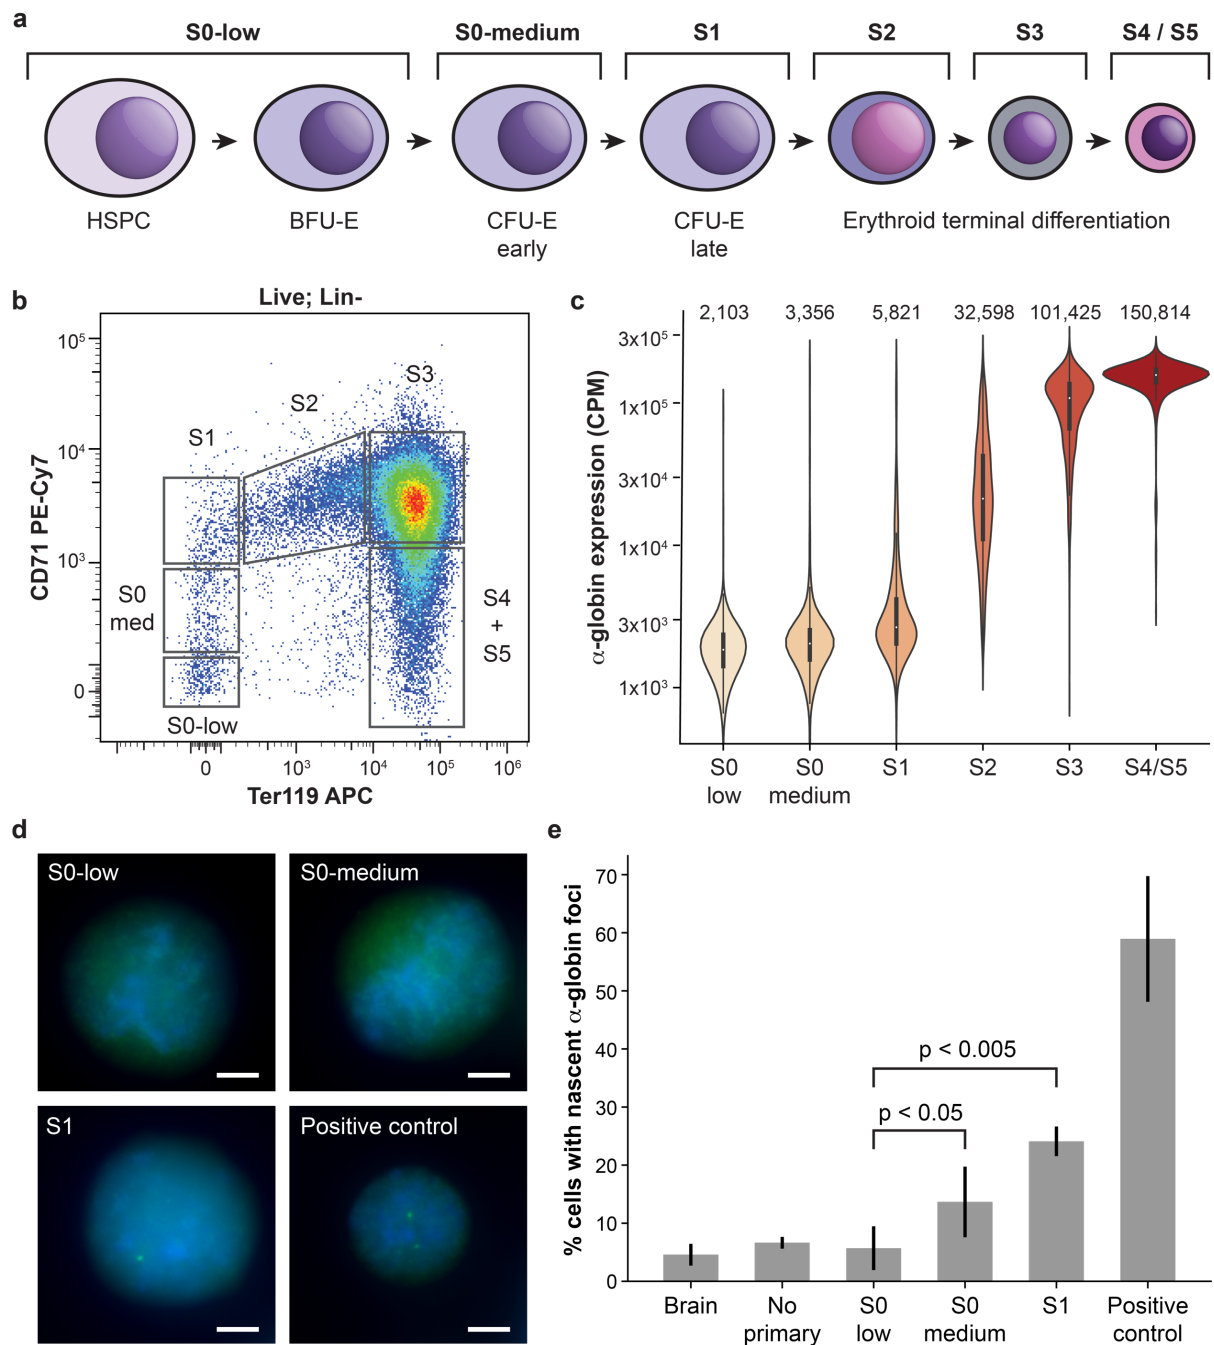 a
S0-low
S0-medium
S1
S2
S3
S4 / S5
HSPC
BFU-E
CFU-E
early
CFU-E
late
Erythroid terminal differentiation
b
Live; Lin-
CD71 PE-Cy7
10⁵
10⁴
10³
0
S1
S2
S3
S0
med
S0-low
S4
+
S5
0
10³
10⁴
10⁵
10⁶
Ter119 APC
c
2,103
3,356
5,821
32,598
101,425
150,814
α-globin expression (CPM)
3x10⁵
1x10⁵
3x10⁴
1x10⁴
3x10³
1x10³
S0
low
S0
medium
S1
S2
S3
S4/S5
d
S0-low
S0-medium
S1
Positive control
e
% cells with nascent α-globin foci
70
60
50
40
30
20
10
0
p < 0.005
p < 0.05
Brain
No
primary
S0
low
S0
medium
S1
Positive
control